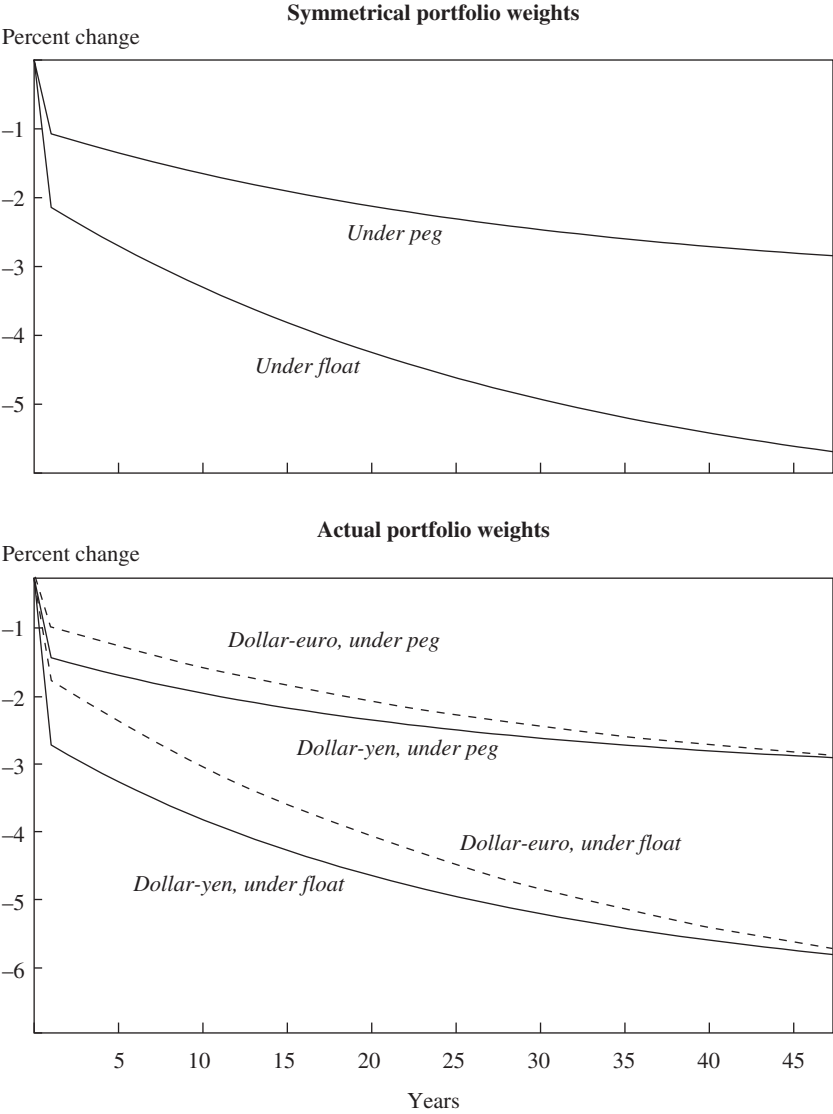 Symmetrical portfolio weights
Percent change
–1
–2
Under peg
–3
–4
Under float
–5
Actual portfolio weights
Percent change
–1
Dollar-euro, under peg
–2
Dollar-yen, under peg
–3
–4
Dollar-euro, under float
Dollar-yen, under float
–5
–6
5 10 15 20 25 30 35 40 45
Years